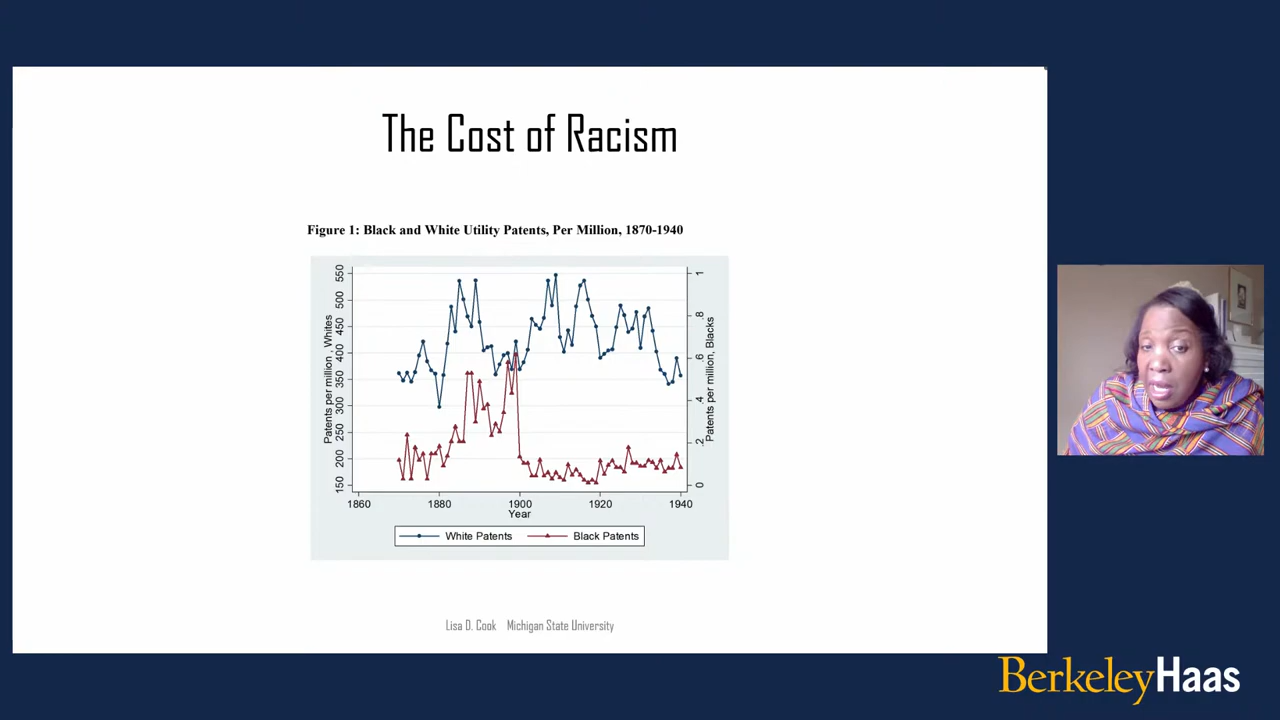 The Cost of Racism
Figure 1: Black and White Utility Patents, Per Million, 1870-1940
Patents per million , Whites
550
500
450
400
350
300
250
200
150
1
.8
.6
.4
.2
0
Patents per million, Blacks
1860 1880 1900 1920 1940
Year
White Patents Black Patents
Lisa D. Cook Michigan State University
BerkeleyHaas